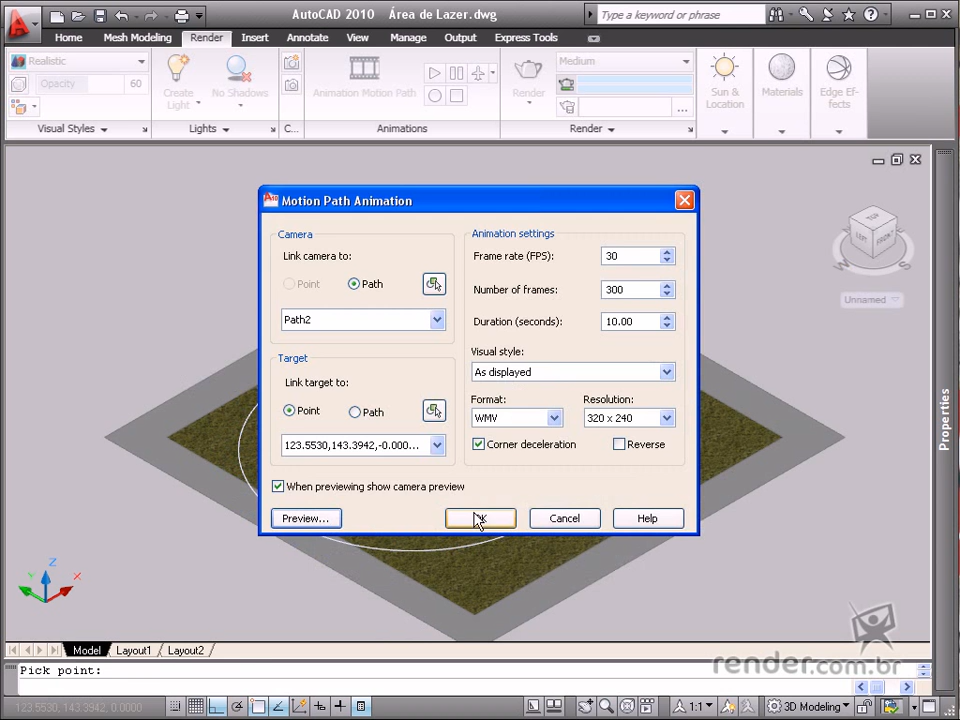 AutoCAD 2010 Área de Lazer.dwg
Type a keyword or phrase
Home Mesh Modeling Render Insert Annotate View Manage Output Express Tools
Realistic
Opacity 60
Create Light
No Shadows
Animation Motion Path
Render
Medium
Sun & Location
Materials
Edge Ef-fects
Visual Styles
Lights
C...
Animations
Render
...
TOP
LEFT
FRONT
Unnamed
Properties
Motion Path Animation
Camera
Link camera to:
Point Path
Path2
Target
Link target to:
Point Path
123.5530,143.3942,-0.000...
Animation settings
Frame rate (FPS): 30
Number of frames: 300
Duration (seconds): 10.00
Visual style:
As displayed
Format: Resolution:
WMV 320 x 240
Corner deceleration Reverse
When previewing show camera preview
Preview... Cancel Help
Z
Y X
Model Layout1 Layout2
render.com.br
Pick point:
123.5530, 143.3942, 0.0000
1:1 3D Modeling